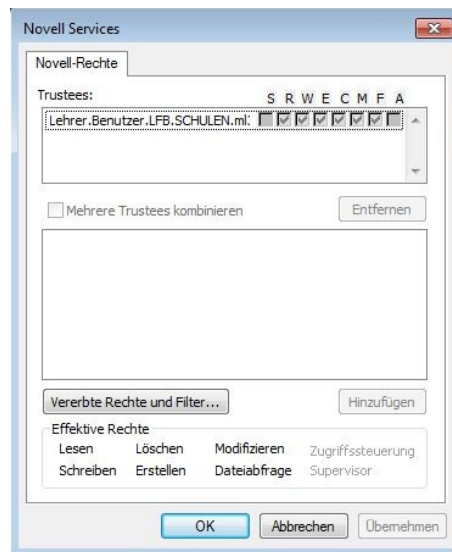 Novell Services
Novell-Rechte
Trustees: S R W E C M F A
Lehrer.Benutzer.LFB.SCHULEN.ml
Mehrere Trustees kombinieren Entfernen
Vererbte Rechte und Filter... Hinzufügen
Effektive Rechte
Lesen Löschen Modifizieren Zugriffssteuerung
Schreiben Erstellen Dateiabfrage Supervisor
OK Abbrechen Übernehmen